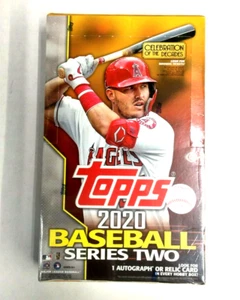 CELEBRATION
OF THE DECADES
ANGELS
TOPPS
2020
BASEBALL
SERIES TWO
1 AUTOGRAPH OR RELIC CARD
IN EVERY HOBBY BOX!